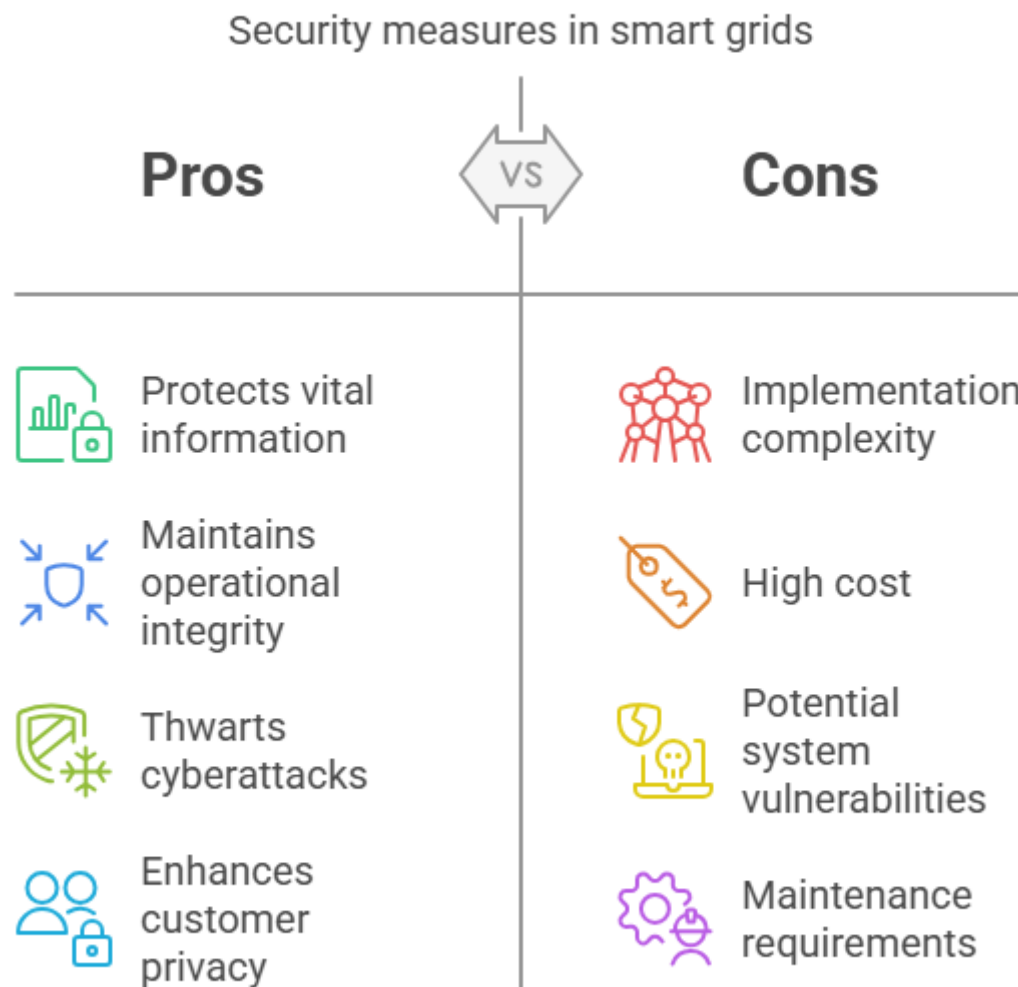 Security measures in smart grids
Pros
VS
Cons
Protects vital
information
Maintains
operational
integrity
Thwarts
cyberattacks
Enhances
customer
privacy
Implementation
complexity
High cost
Potential
system
vulnerabilities
Maintenance
requirements